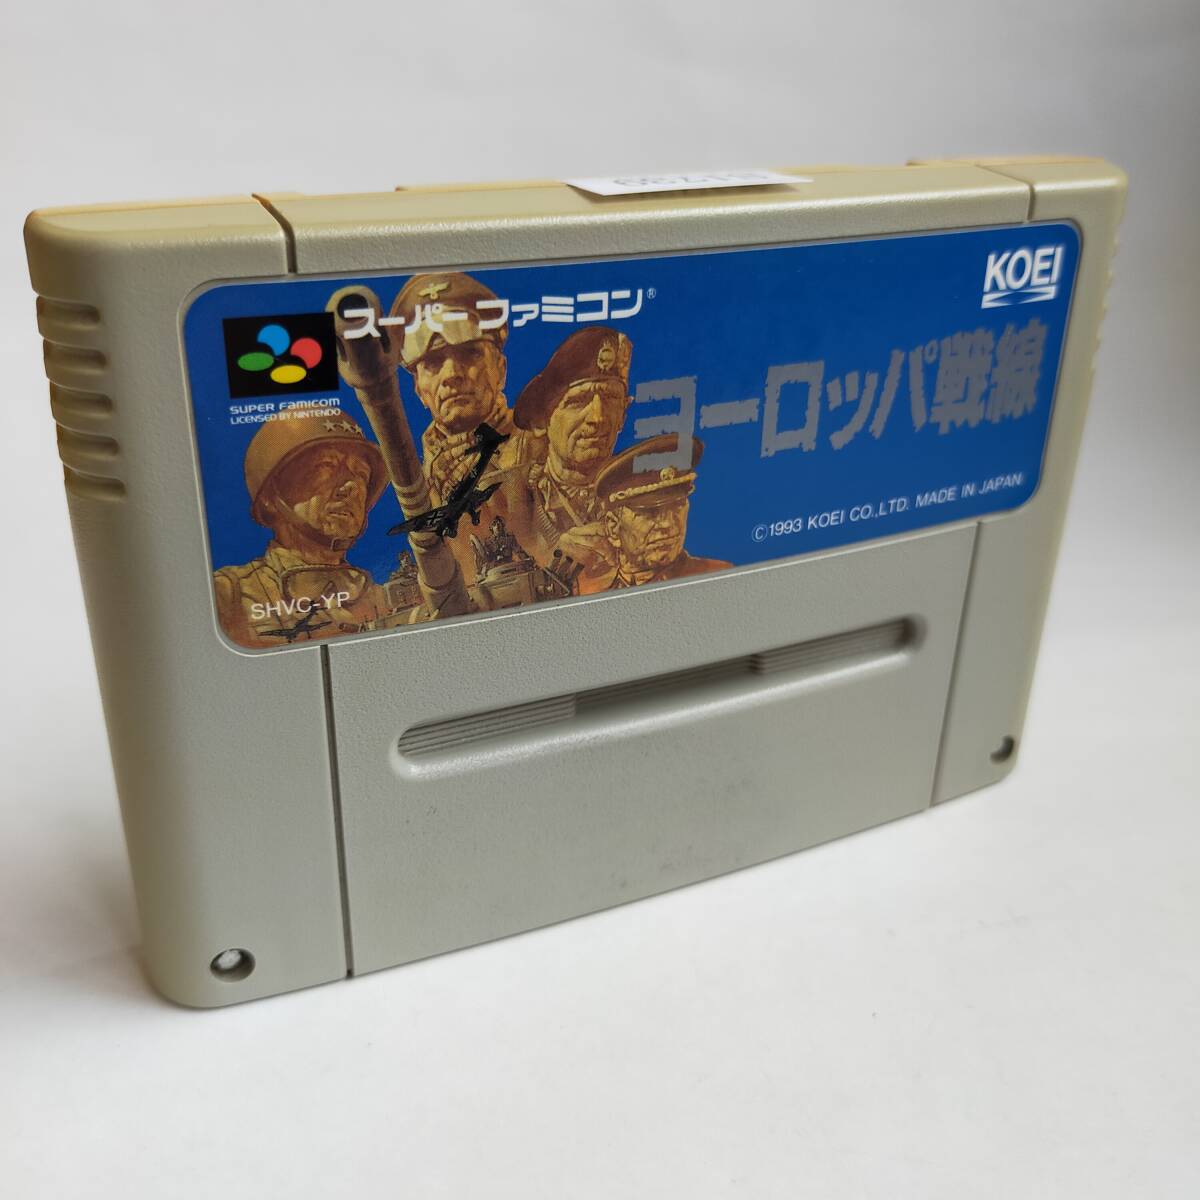 スーパーファミコン®
KOEI
SUPER FAMICOM
LICENSED BY NINTENDO
ヨーロッパ戦線
©1993 KOEI CO.,LTD. MADE IN JAPAN
SHVC-YP